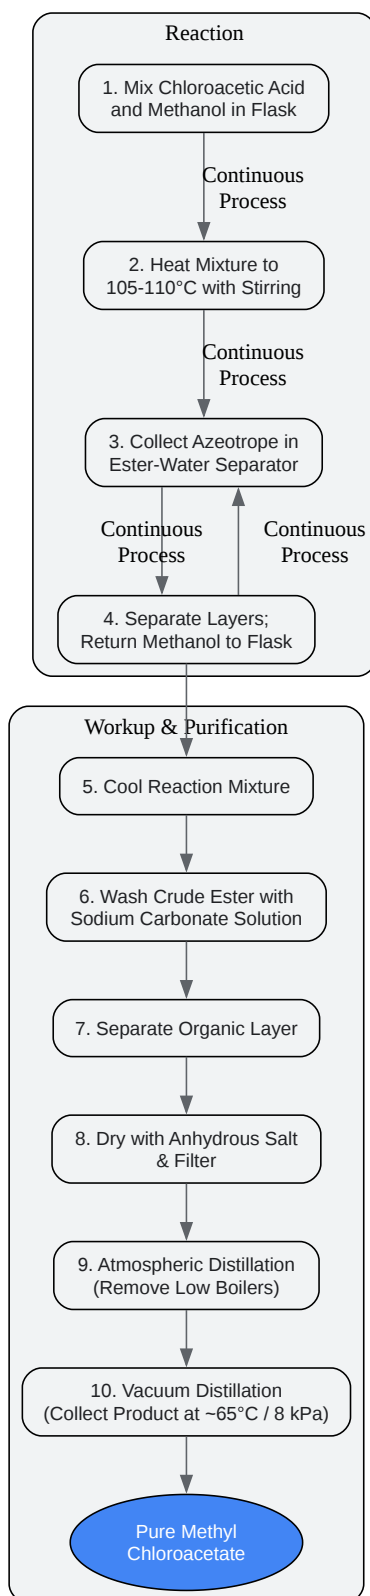 Reaction
1. Mix Chloroacetic Acid
and Methanol in Flask
Continuous
Process
2. Heat Mixture to
105-110°C with Stirring
Continuous
Process
3. Collect Azeotrope in
Ester-Water Separator
Continuous
Process
Continuous
Process
4. Separate Layers;
Return Methanol to Flask
Workup & Purification
5. Cool Reaction Mixture
6. Wash Crude Ester with
Sodium Carbonate Solution
7. Separate Organic Layer
8. Dry with Anhydrous Salt
& Filter
9. Atmospheric Distillation
(Remove Low Boilers)
10. Vacuum Distillation
(Collect Product at ~65°C / 8 kPa)
Pure Methyl
Chloroacetate